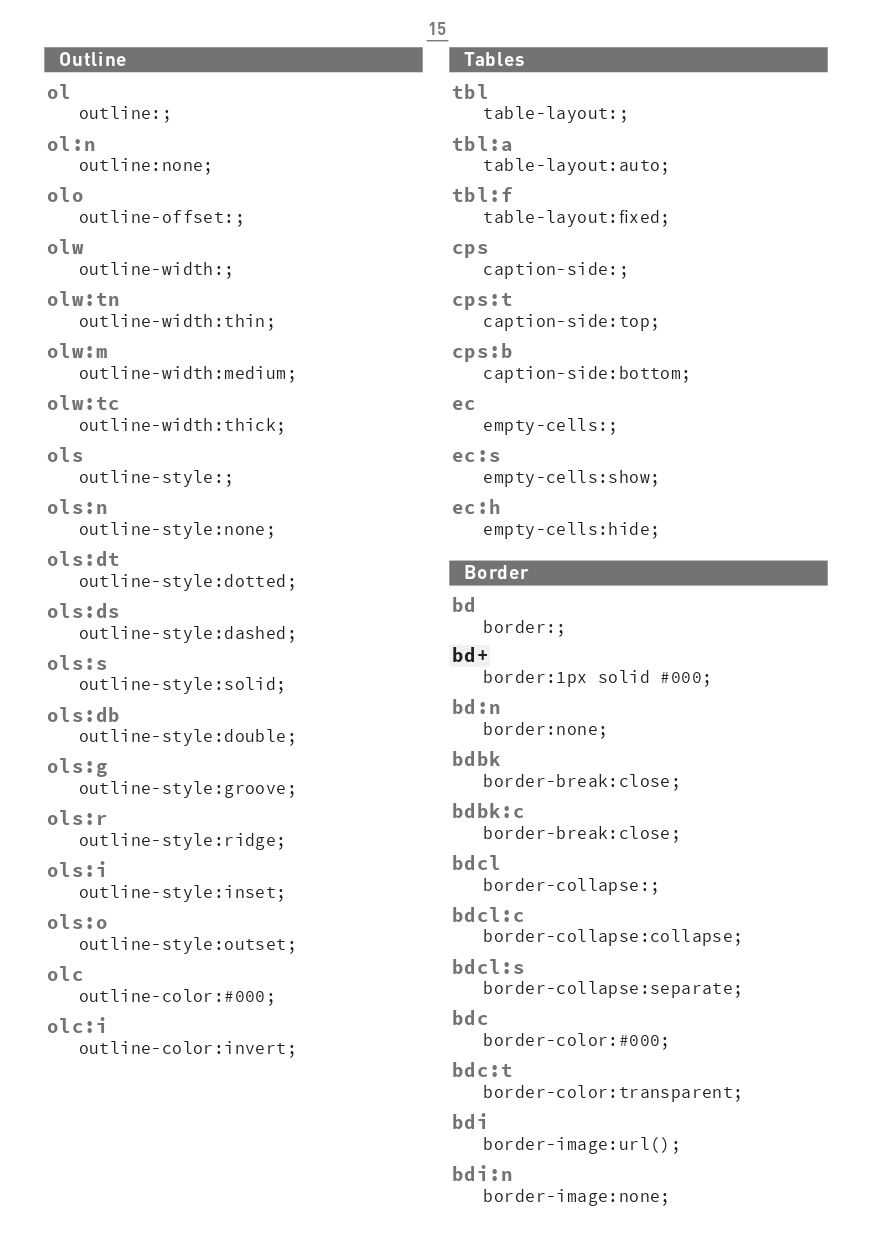 15
Outline
ol
outline:;
ol:n
outline:none;
olo
outline-offset:;
olw
outline-width:;
olw:tn
outline-width:thin;
olw:m
outline-width:medium;
olw:tc
outline-width:thick;
ols
outline-style:;
ols:n
outline-style:none;
ols:dt
outline-style:dotted;
ols:ds
outline-style:dashed;
ols:s
outline-style:solid;
ols:db
outline-style:double;
ols:g
outline-style:groove;
ols:r
outline-style:ridge;
ols:i
outline-style:inset;
ols:o
outline-style:outset;
olc
outline-color:#000;
olc:i
outline-color:invert;
Tables
tbl
table-layout:;
tbl:a
table-layout:auto;
tbl:f
table-layout:fixed;
cps
caption-side:;
cps:t
caption-side:top;
cps:b
caption-side:bottom;
ec
empty-cells:;
ec:s
empty-cells:show;
ec:h
empty-cells:hide;
Border
bd
border:;
bd+
border:1px solid #000;
bd:n
border:none;
bdbk
border-break:close;
bdbk:c
border-break:close;
bdcl
border-collapse:;
bdcl:c
border-collapse:collapse;
bdcl:s
border-collapse:separate;
bdc
border-color:#000;
bdc:t
border-color:transparent;
bdi
border-image:url();
bdi:n
border-image:none;